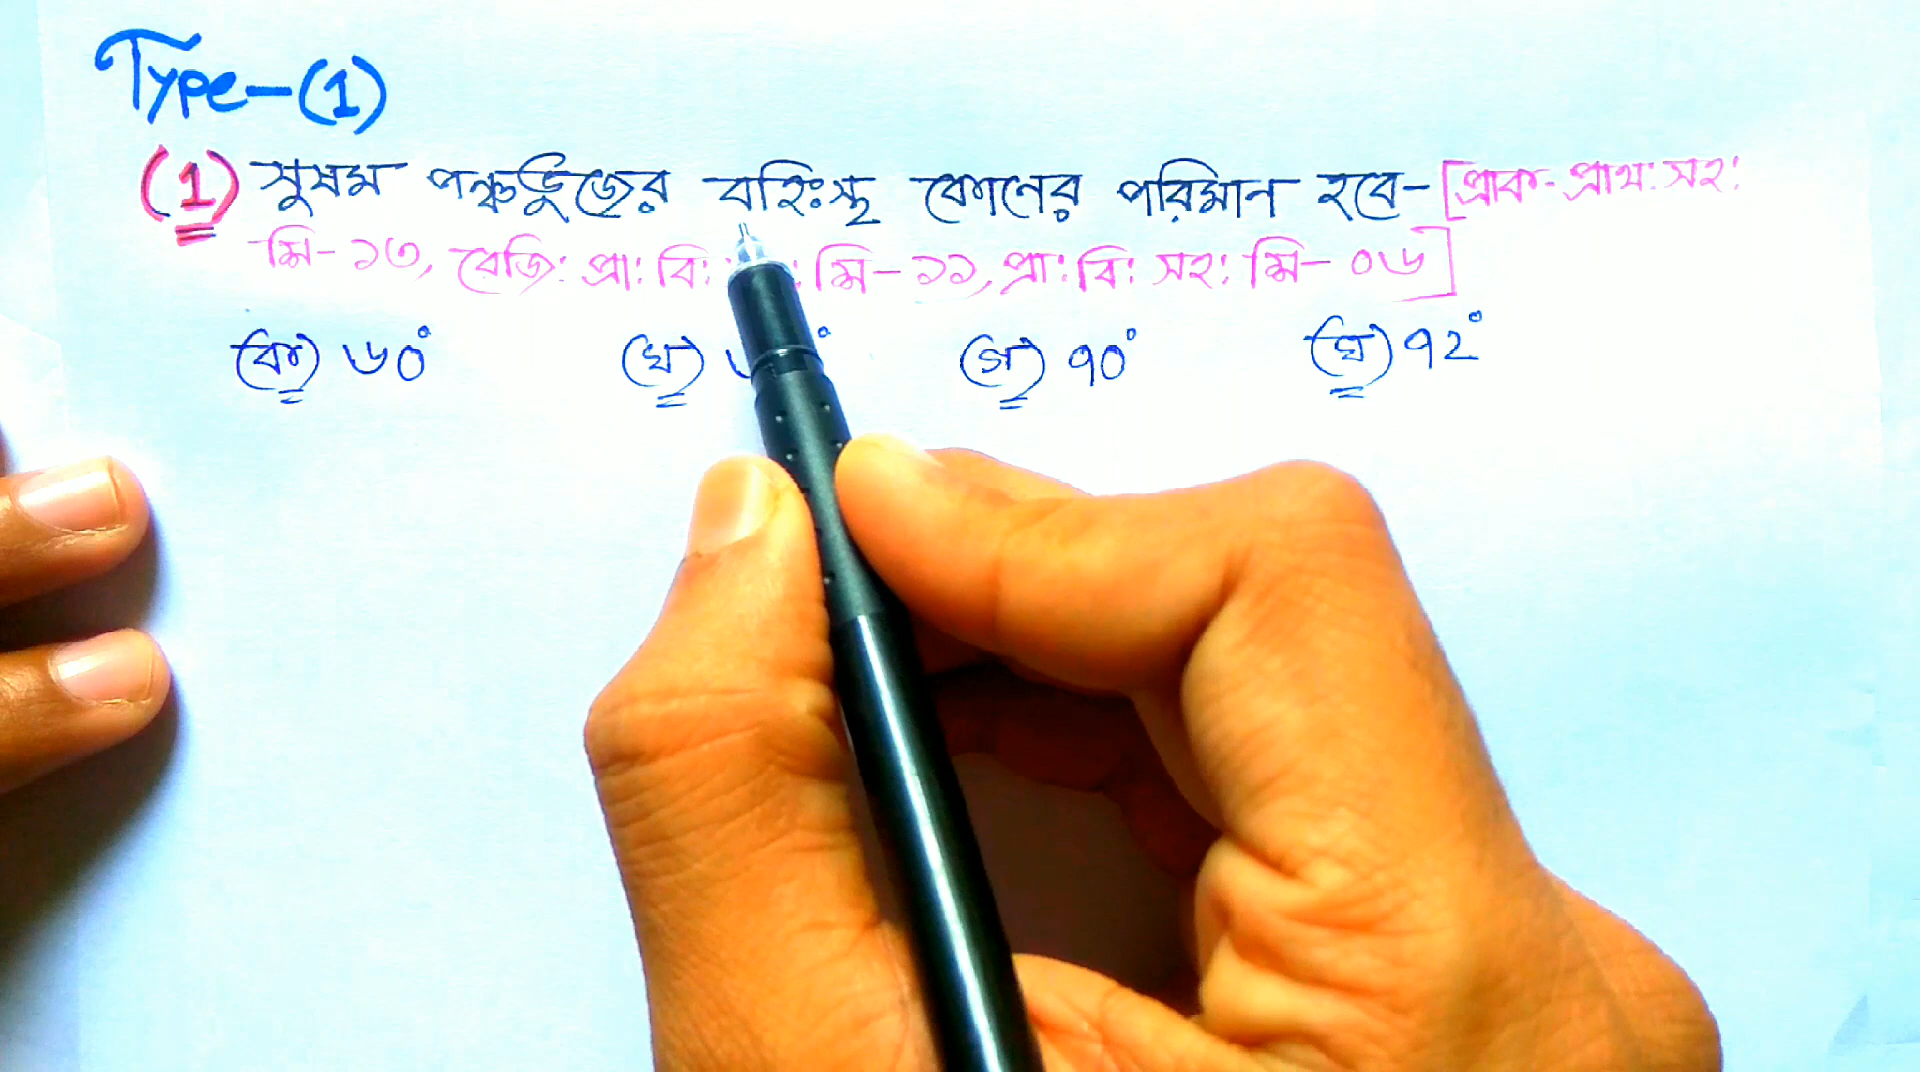 Type-(1)
(1) সুষম পঞ্চভুজের বহিঃস্থ কোনের পরিমান হবে- [প্রাক-প্রাথ: সহ:
শি- ১৩, রেজি: প্রা: বি: : শি- ১১, প্রা: বি: সহ: শি- ০৬]
(ক) ৬০° (খ) (গ) ৭০° (ঘ) ৭২°